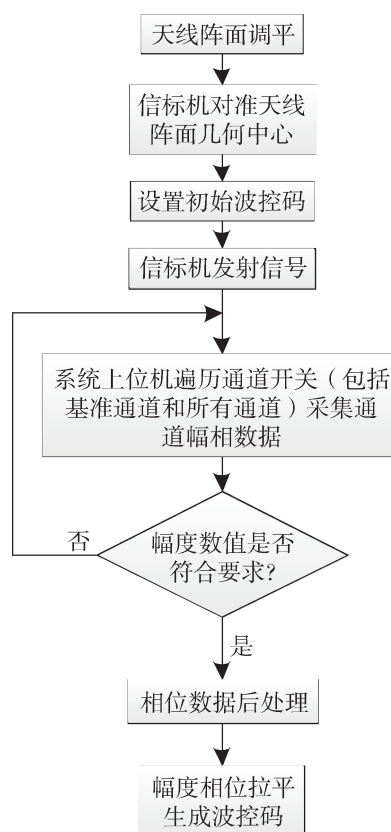 天线阵面调平
信标机对准天线
阵面几何中心
设置初始波控码
信标机发射信号
系统上位机遍历通道开关（包括
基准通道和所有通道）采集通
道幅相数据
幅度数值是否
符合要求?
否
是
相位数据后处理
幅度相位拉平
生成波控码